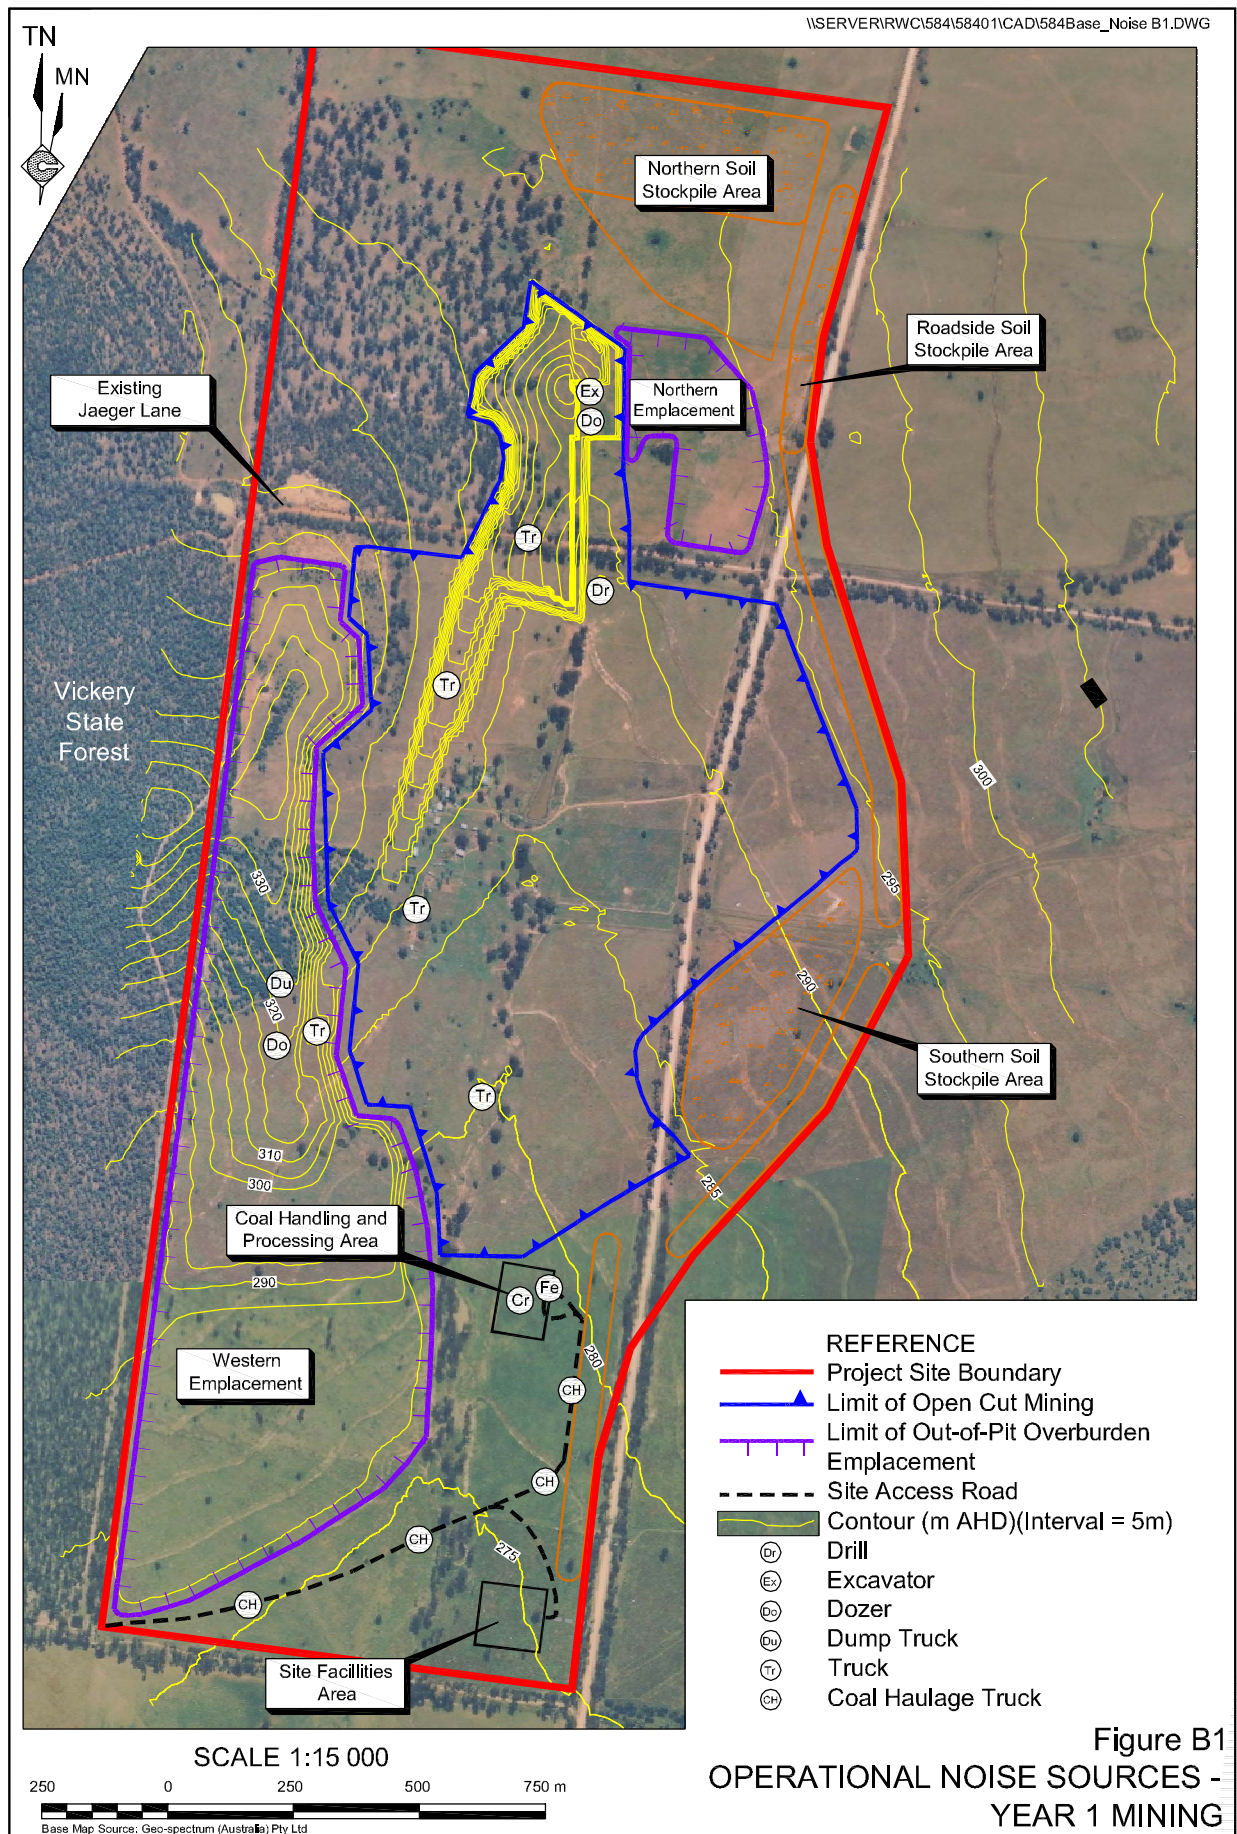 \\SERVER\RWC\584\58401\CAD\584Base_Noise B1.DWG
TN
MN
Northern Soil
Stockpile Area
Roadside Soil
Stockpile Area
Existing
Jaeger Lane
Ex
Do
Northern
Emplacement
Tr
Dr
Vickery
State
Forest
Tr
300
330
295
Tr
290
Du
320
Tr
Do
Southern Soil
Stockpile Area
Tr
310
300
285
Coal Handling and
Processing Area
290
Fe
Cr
280
Western
Emplacement
CH
CH
CH
275
CH
Site Facillities
Area
REFERENCE
Project Site Boundary
Limit of Open Cut Mining
Limit of Out-of-Pit Overburden
Emplacement
Site Access Road
Contour (m AHD)(Interval = 5m)
Dr Drill
Ex Excavator
Do Dozer
Du Dump Truck
Tr Truck
CH Coal Haulage Truck
SCALE 1:15 000
250 0 250 500 750 m
Base Map Source: Geo-spectrum (Australia) Pty Ltd
Figure B1
OPERATIONAL NOISE SOURCES -
YEAR 1 MINING